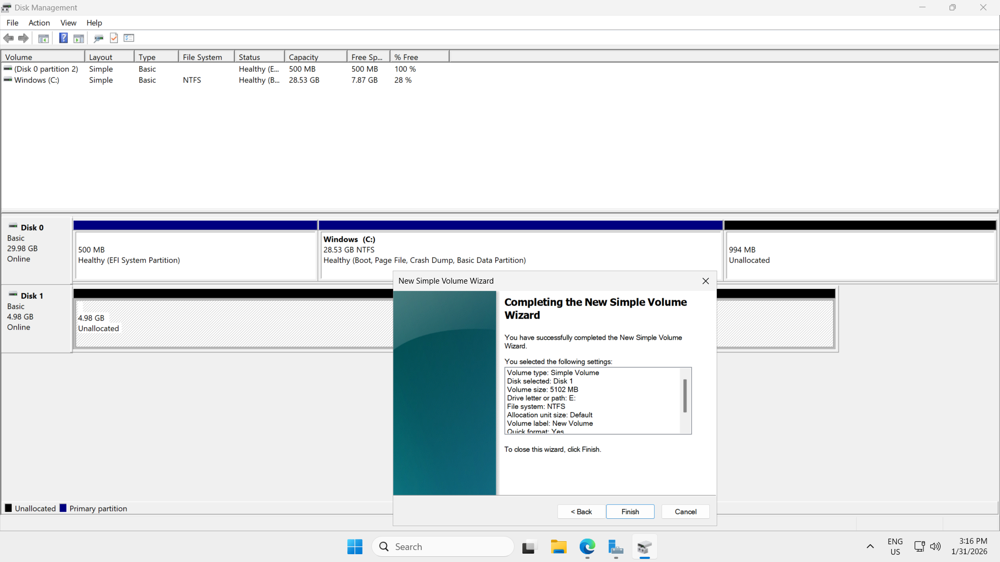 Disk Management
File Action View Help
Volume Layout Type File System Status Capacity Free Sp... % Free
(Disk 0 partition 2) Simple Basic Healthy (E... 500 MB 500 MB 100 %
Windows (C:) Simple Basic NTFS Healthy (B... 28.53 GB 7.87 GB 28 %
Disk 0
Basic
29.98 GB
Online
500 MB
Healthy (EFI System Partition)
Windows (C:)
28.53 GB NTFS
Healthy (Boot, Page File, Crash Dump, Basic Data Partition)
994 MB
Unallocated
Disk 1
Basic
4.98 GB
Online
4.98 GB
Unallocated
New Simple Volume Wizard
Completing the New Simple Volume
Wizard
You have successfully completed the New Simple Volume
Wizard.
You selected the following settings:
Volume type: Simple Volume
Disk selected: Disk 1
Volume size: 5102 MB
Drive letter or path: E:
File system: NTFS
Allocation unit size: Default
Volume label: New Volume
Quick format: Yes
To close this wizard, click Finish.
< Back Finish Cancel
Unallocated Primary partition
Search
ENG
US
3:16 PM
1/31/2026